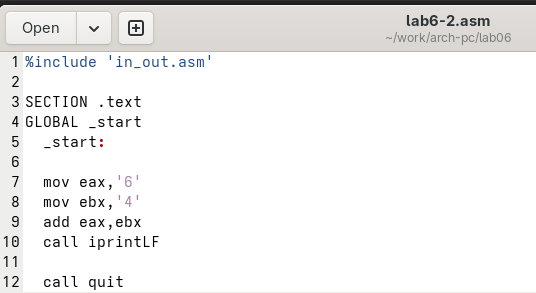 Open
lab6-2.asm
~/work/arch-pc/lab06
1 %include 'in_out.asm'
2
3 SECTION .text
4 GLOBAL _start
5   _start:
6
7   mov eax,'6'
8   mov ebx,'4'
9   add eax,ebx
10   call iprintLF
11
12   call quit